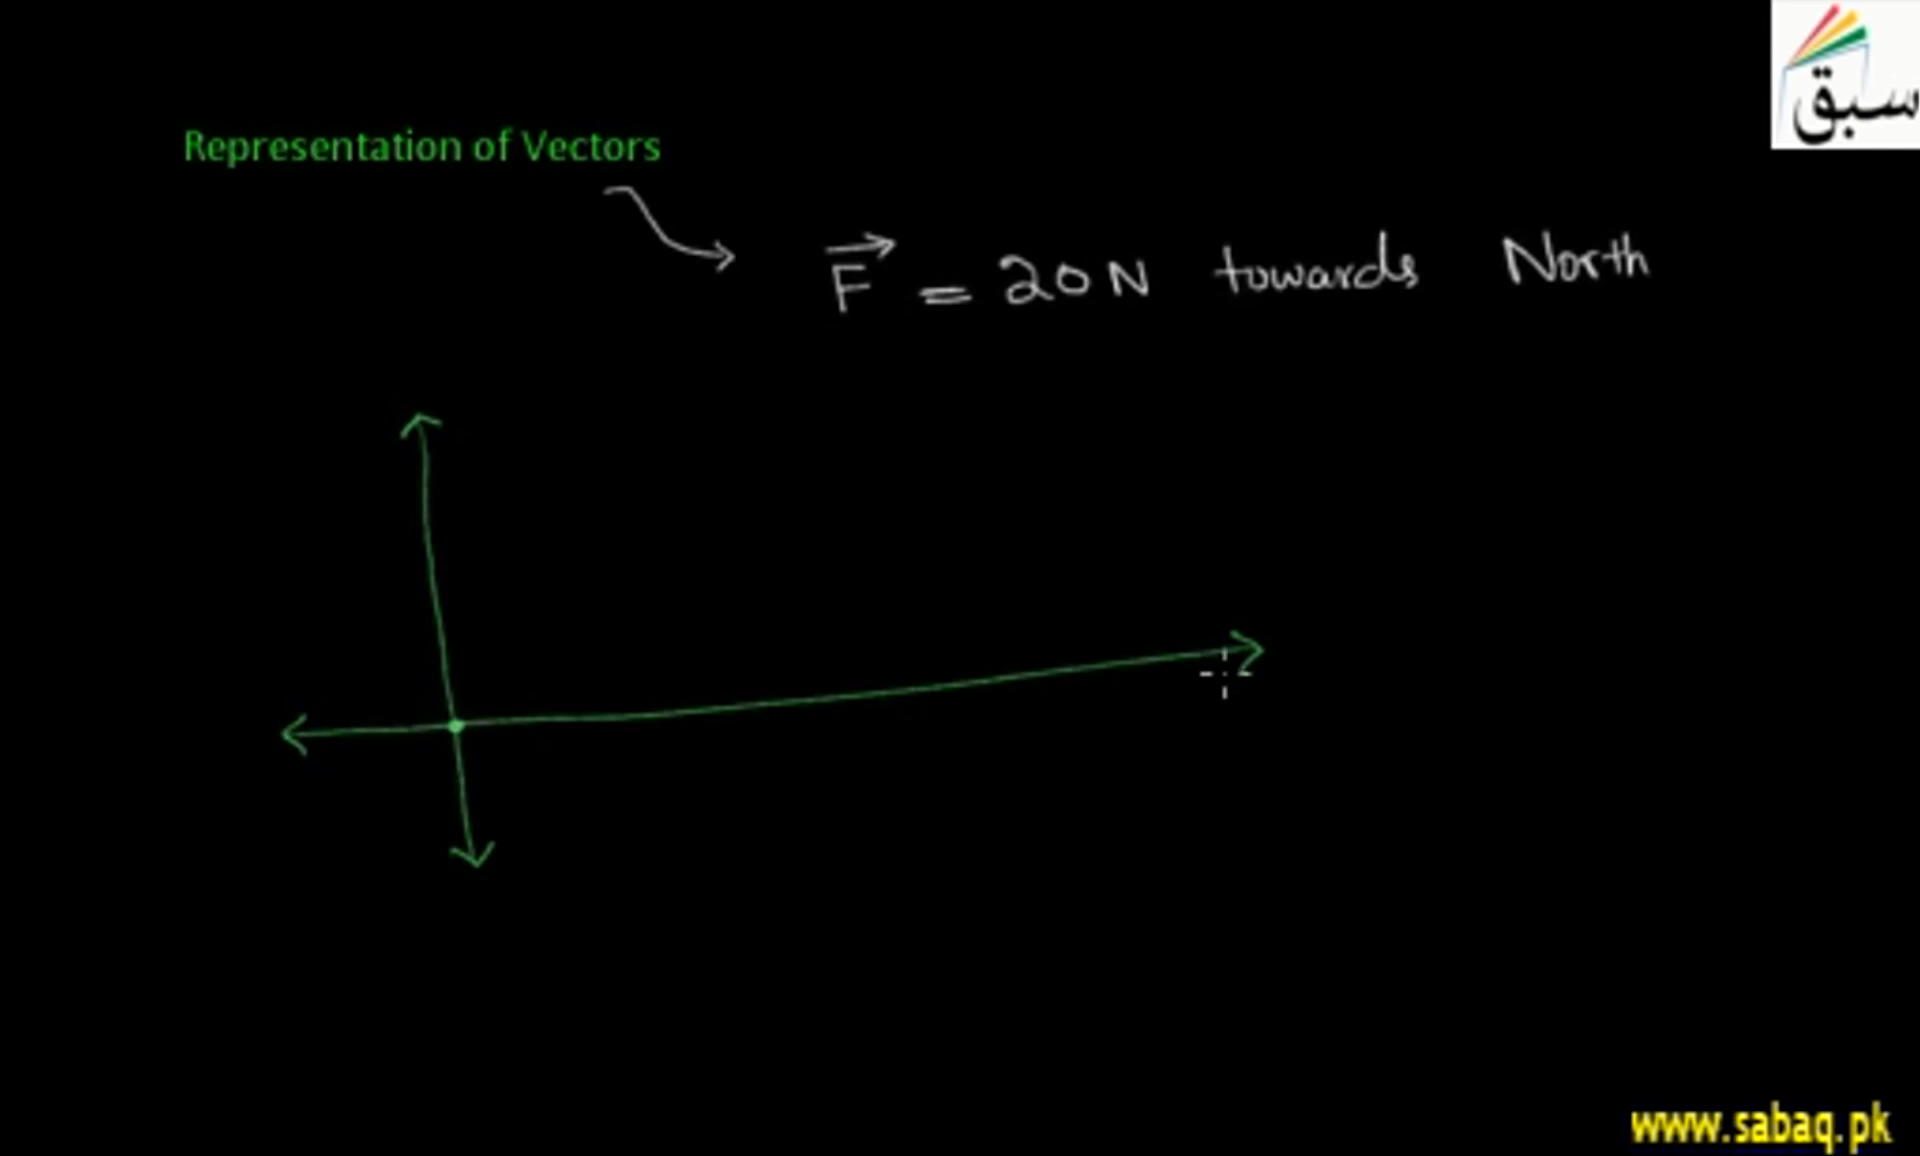 سبق
Representation of Vectors
F = 20 N towards North
www.sabaq.pk